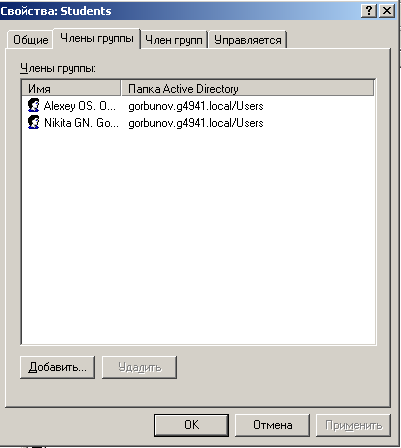 Свойства: Students
Общие Члены группы Член групп Управляется
Члены группы:
Имя Папка Active Directory
Alexey OS. O... gorbunov.g4941.local/Users
Nikita GN. Go... gorbunov.g4941.local/Users
Добавить... Удалить
OK Отмена Применить